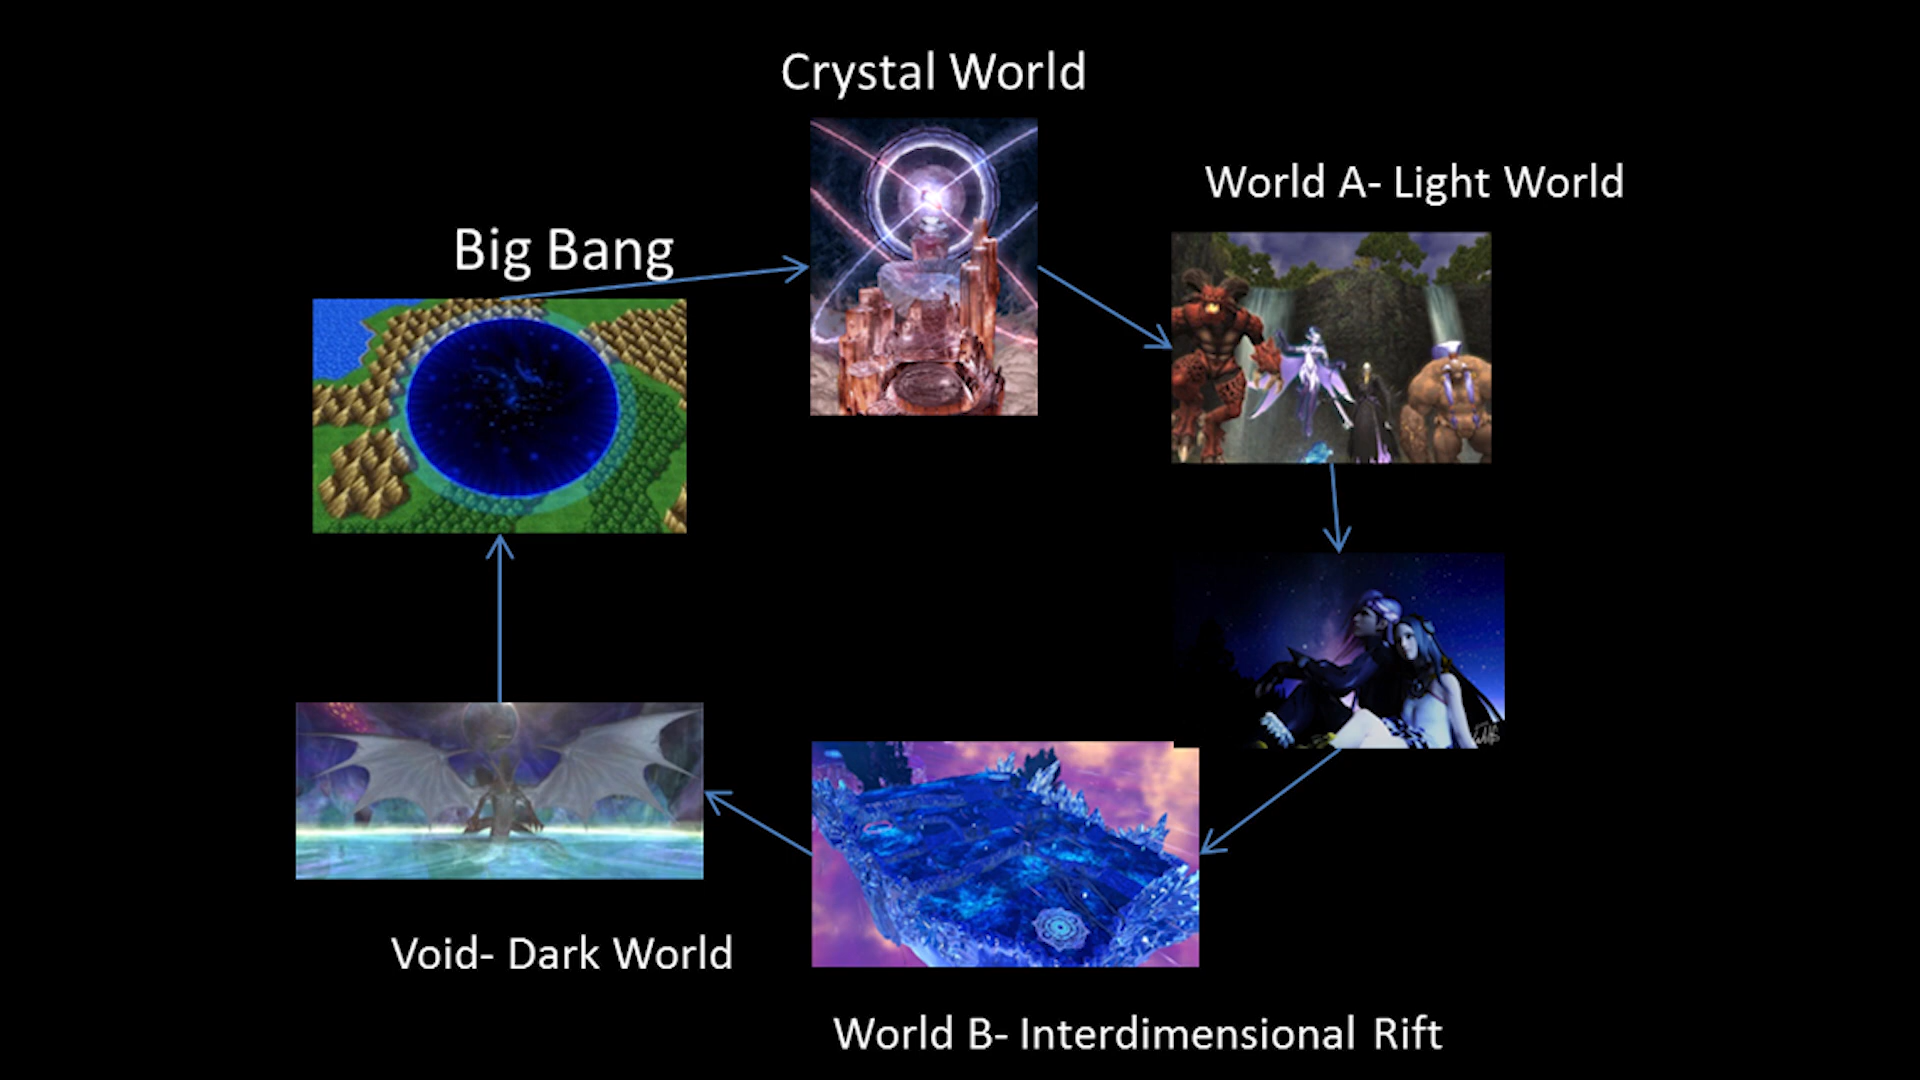 Crystal World
World A- Light World
Big Bang
Void- Dark World
World B- Interdimensional Rift